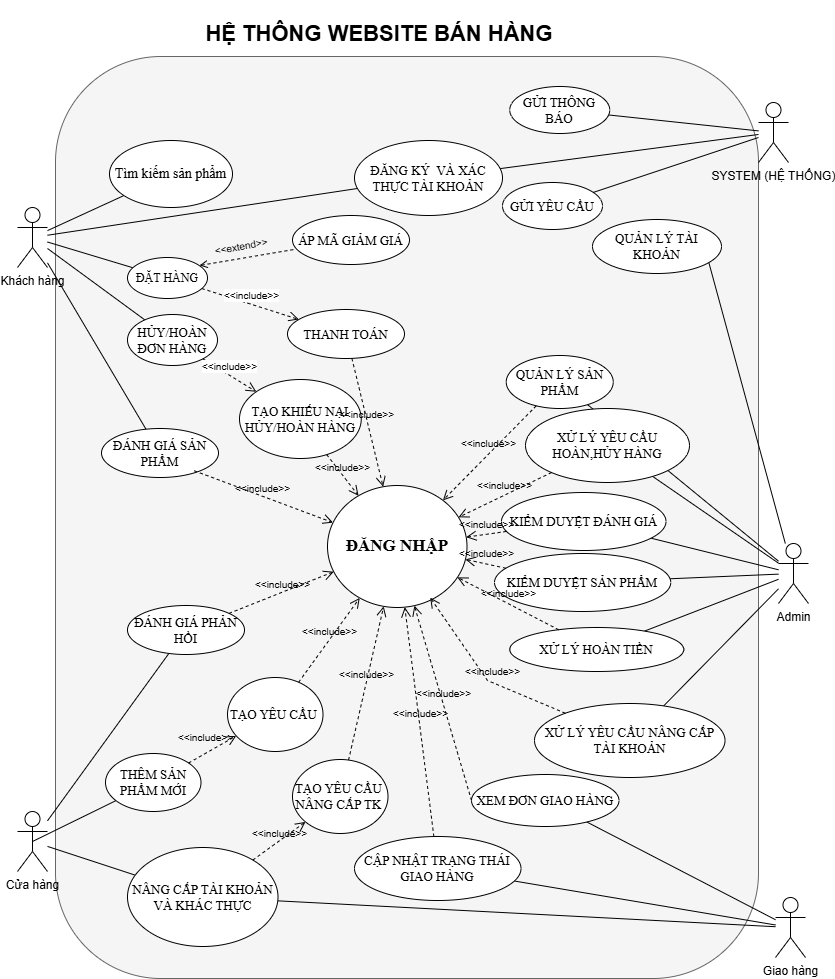 HỆ THÔNG WEBSITE BÁN HÀNG
GỬI THÔNG
BÁO
SYSTEM (HỆ THỐNG)
Tìm kiếm sản phẩm
ĐĂNG KÝ VÀ XÁC
THỰC TÀI KHOẢN
GỬI YÊU CẦU
Khách hàng
ÁP MÃ GIẢM GIÁ
<<extend>>
QUẢN LÝ TÀI
KHOẢN
ĐẶT HÀNG
<<include>>
HỦY/HOÀN
ĐƠN HÀNG
THANH TOÁN
<<include>>
QUẢN LÝ SẢN
PHẨM
TẠO KHIẾU NẠI
HỦY/HOÀN HÀNG
<<include>>
ĐÁNH GIÁ SẢN
PHẨM
<<include>>
<<include>>
XỬ LÝ YÊU CẦU
HOÀN,HỦY HÀNG
<<include>>
<<include>>
<<include>>
KIỂM DUYỆT ĐÁNH GIÁ
ĐĂNG NHẬP
<<include>>
KIỂM DUYỆT SẢN PHẨM
<<include>>
<<include>>
Admin
ĐÁNH GIÁ PHẢN
HỒI
<<include>>
XỬ LÝ HOÀN TIỀN
<<include>>
<<include>>
<<include>>
<<include>>
TẠO YÊU CẦU
<<include>>
XỬ LÝ YÊU CẦU NÂNG CẤP
TÀI KHOẢN
THÊM SẢN
PHẨM MỚI
TẠO YÊU CẦU
NÂNG CẤP TK
XEM ĐƠN GIAO HÀNG
<<include>>
Cửa hàng
CẬP NHẬT TRẠNG THÁI
GIAO HÀNG
NÂNG CẤP TÀI KHOẢN
VÀ KHÁC THỰC
Giao hàng